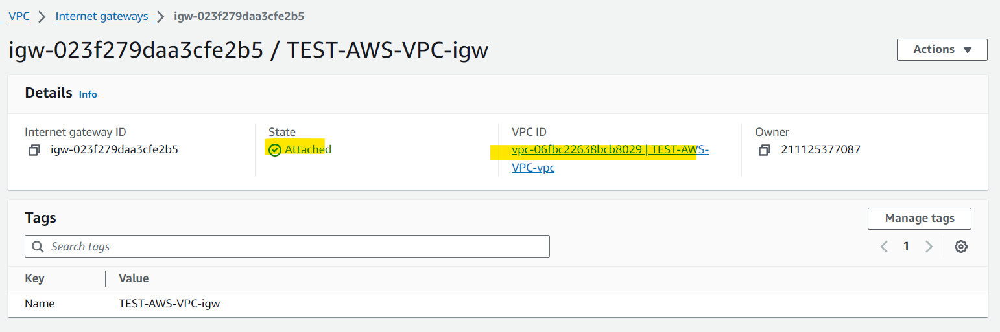 VPC > Internet gateways > igw-023f279daa3cfe2b5
igw-023f279daa3cfe2b5 / TEST-AWS-VPC-igw
Actions
Details Info
Internet gateway ID
igw-023f279daa3cfe2b5
State
Attached
VPC ID
vpc-06fbc22638bcb8029 | TEST-AWS-
VPC-vpc
Owner
211125377087
Tags
Manage tags
Search tags
1
Key Value
Name TEST-AWS-VPC-igw